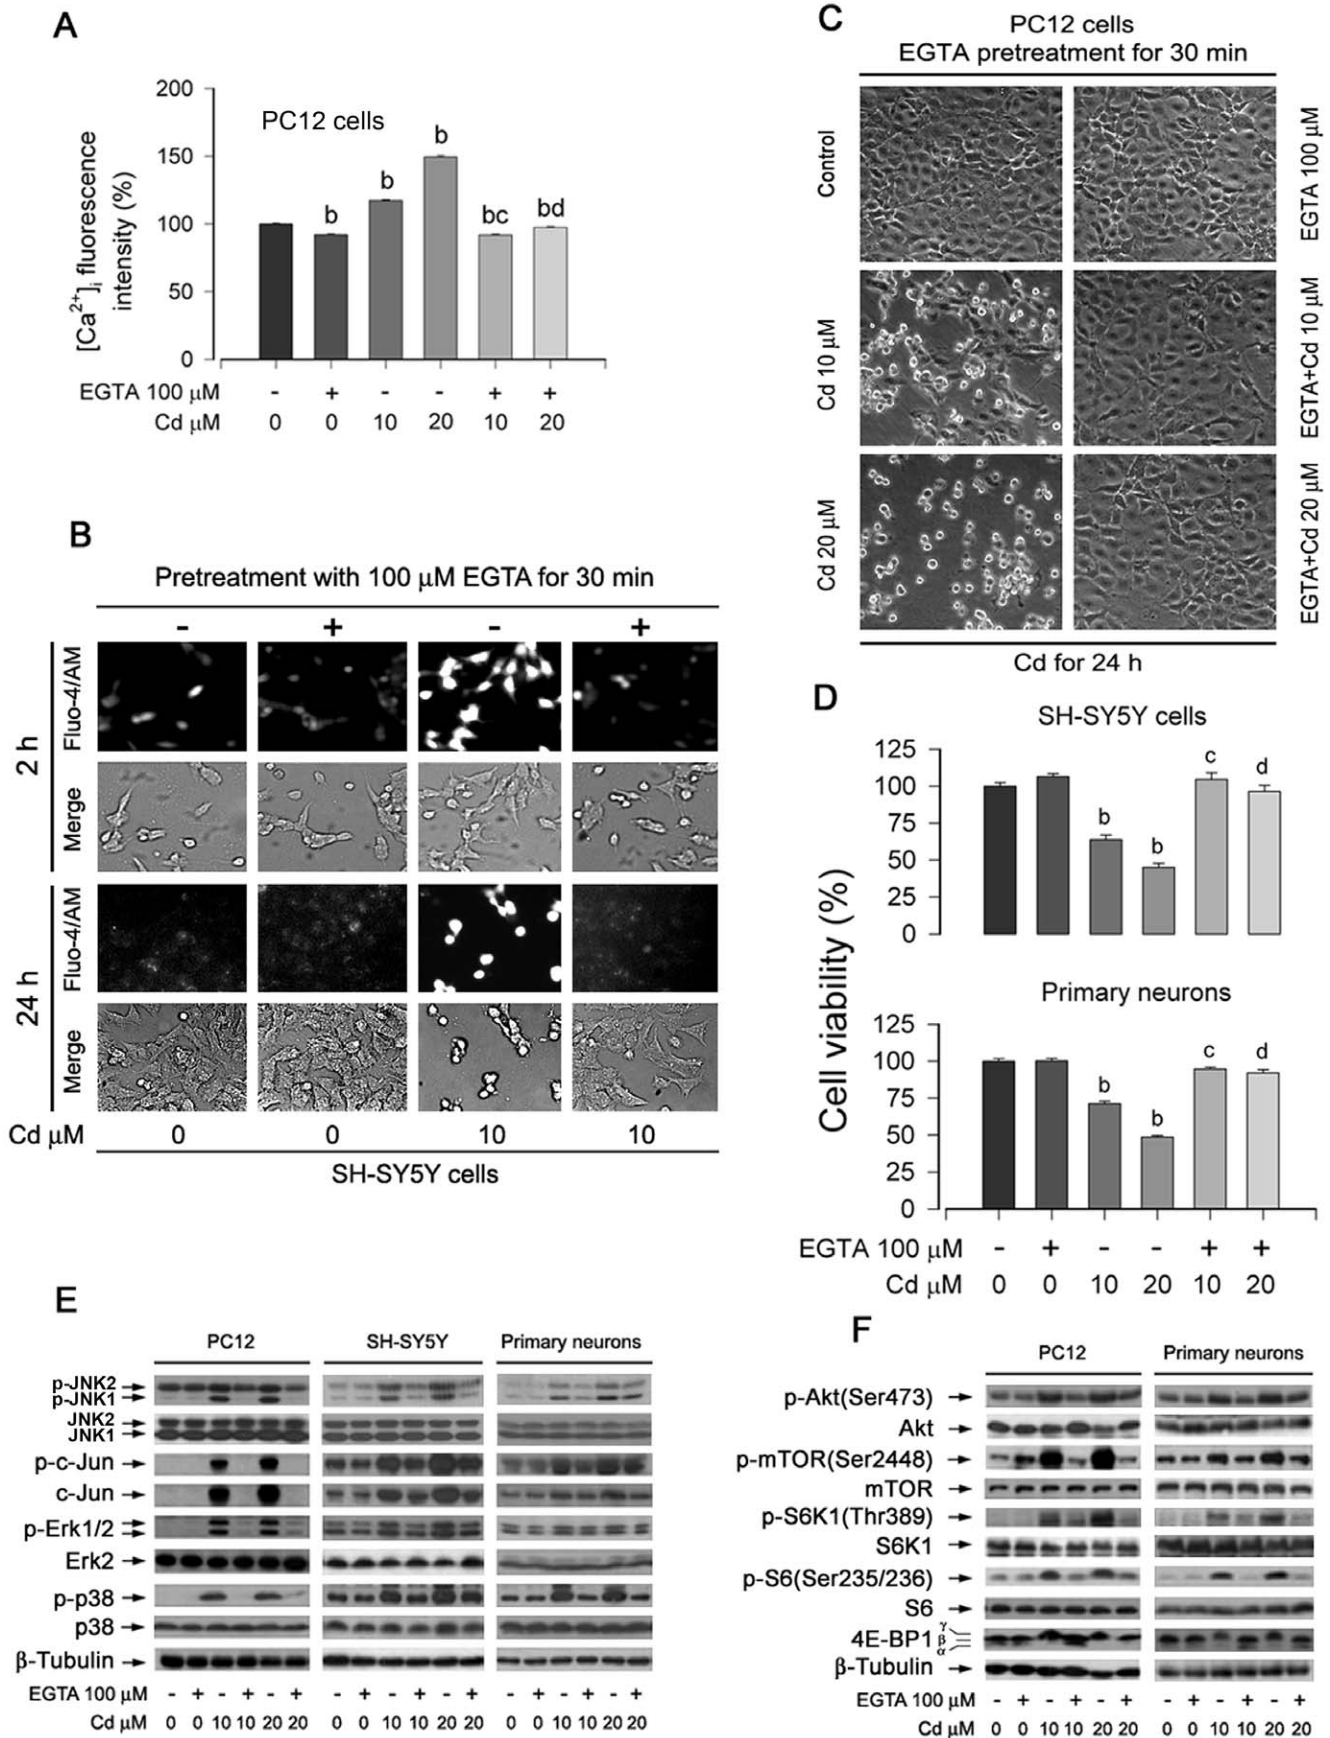 A
200
150
100
50
0
[Ca2+]i fluorescence
intensity (%)
PC12 cells
b
b
b
bc
bd
EGTA 100 μM - + - - + +
Cd μM 0 0 10 20 10 20
B
Pretreatment with 100 μM EGTA for 30 min
- + - +
2 h
Fluo-4/AM
Merge
24 h
Fluo-4/AM
Merge
Cd μM 0 0 10 10
SH-SY5Y cells
C
PC12 cells
EGTA pretreatment for 30 min
Control
EGTA 100 μM
Cd 10 μM
EGTA+Cd 10 μM
Cd 20 μM
EGTA+Cd 20 μM
Cd for 24 h
D
Cell viability (%)
SH-SY5Y cells
125
100
75
50
25
0
b
b
c
d
Primary neurons
125
100
75
50
25
0
b
b
c
d
EGTA 100 μM - + - - + +
Cd μM 0 0 10 20 10 20
E
PC12 SH-SY5Y Primary neurons
p-JNK2
p-JNK1
JNK2
JNK1
p-c-Jun
c-Jun
p-Erk1/2
Erk2
p-p38
p38
β-Tubulin
EGTA 100 μM - + - + - + - + - + - + - + - + - +
Cd μM 0 0 10 10 20 20 0 0 10 10 20 20 0 0 10 10 20 20
F
PC12 Primary neurons
p-Akt(Ser473)
Akt
p-mTOR(Ser2448)
mTOR
p-S6K1(Thr389)
S6K1
p-S6(Ser235/236)
S6
4E-BP1 γ β α
β-Tubulin
EGTA 100 μM - + - + - + - + - + - +
Cd μM 0 0 10 10 20 20 0 0 10 10 20 20